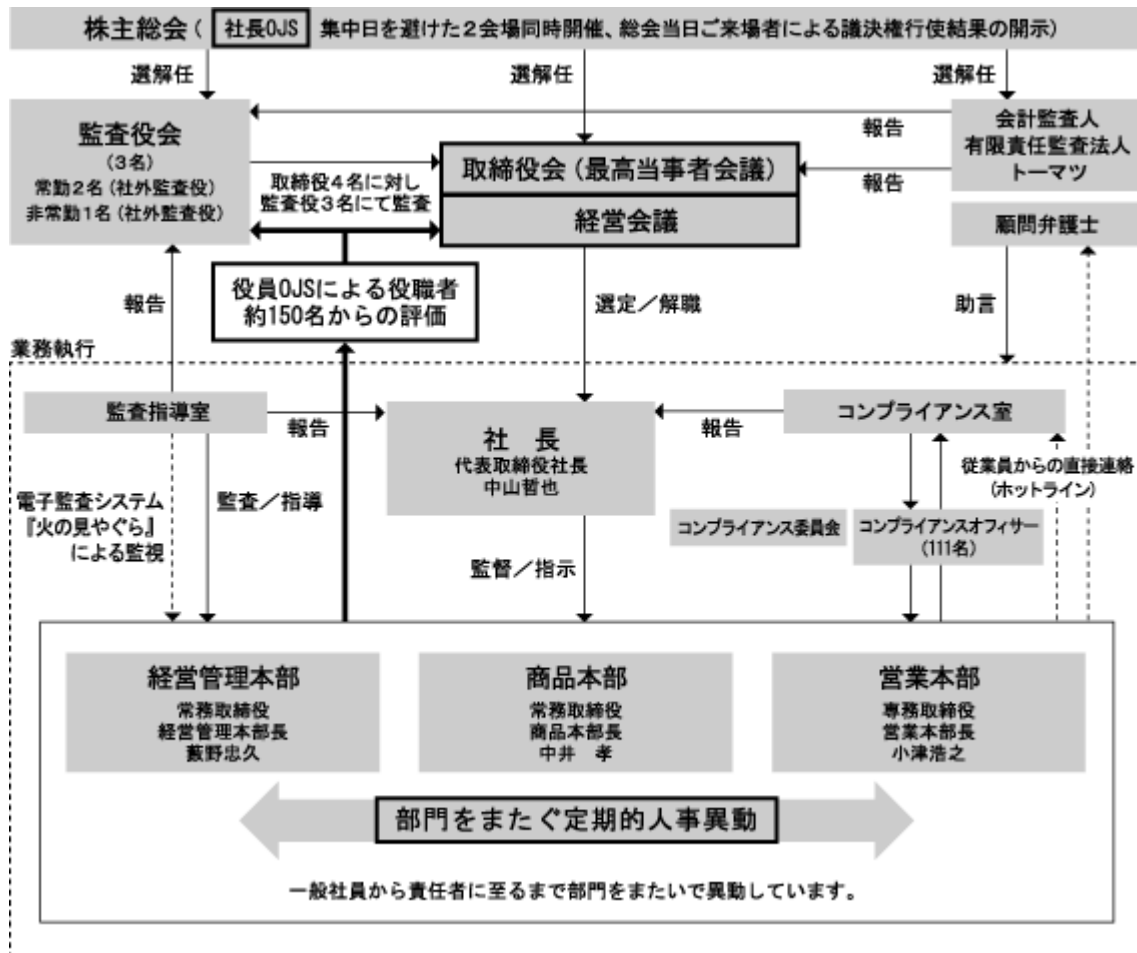 株主総会（ 社長OJS 集中日を避けた２会場同時開催、総会当日ご来場者による議決権行使結果の開示）
選解任
選解任
選解任
監査役会
(３名)
常勤２名（社外監査役）
非常勤１名（社外監査役）
報告
会計監査人
有限責任監査法人
トーマツ
取締役会（最高当事者会議）
報告
取締役４名に対し
監査役３名にて監査
経営会議
顧問弁護士
役員OJSによる役職者
約150名からの評価
報告
選定／解職
助言
業務執行
監査指導室
報告
社　長
代表取締役社長
中山哲也
報告
コンプライアンス室
電子監査システム
『火の見やぐら』
による監視
監査／指導
従業員からの直接連絡
(ホットライン)
コンプライアンス委員会
コンプライアンスオフィサー
(111名)
監督／指示
経営管理本部
常務取締役
経営管理本部長
藪野忠久
商品本部
常務取締役
商品本部長
中井　孝
営業本部
専務取締役
営業本部長
小津浩之
部門をまたぐ定期的人事異動
一般社員から責任者に至るまで部門をまたいで異動しています。